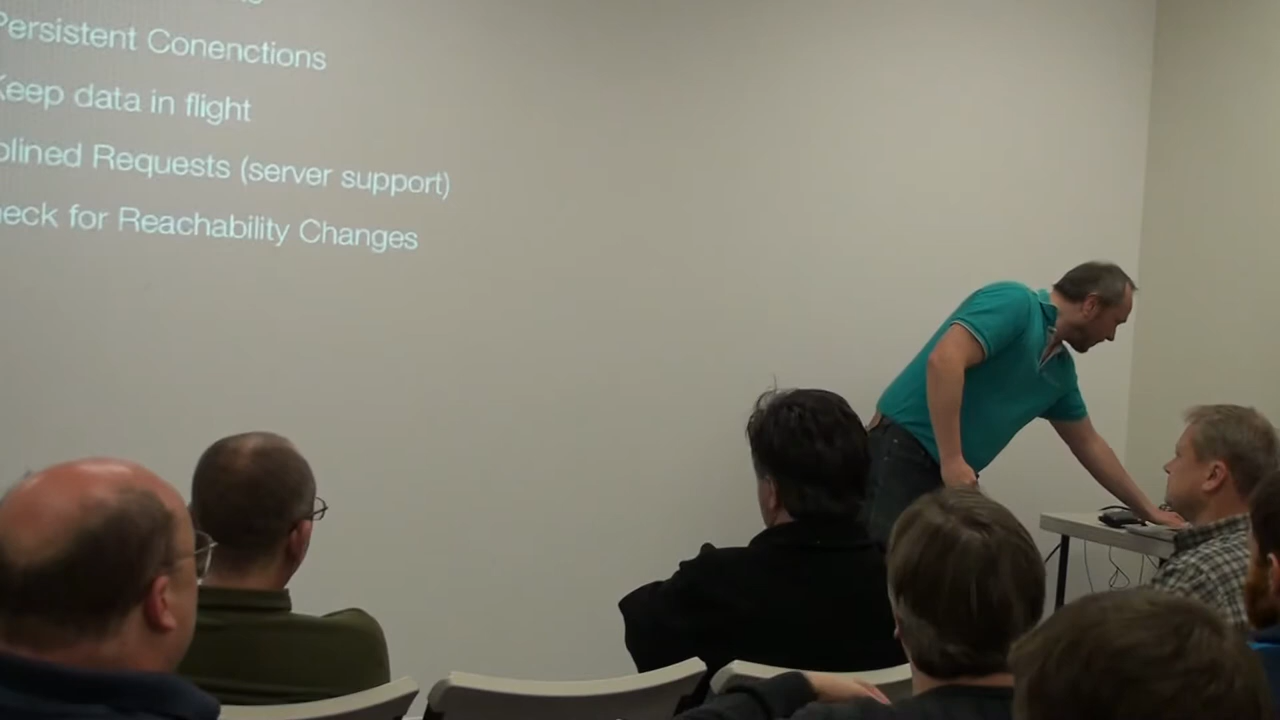 Persistent Conenctions
Keep data in flight
Requests (server support)
for Reachability Changes